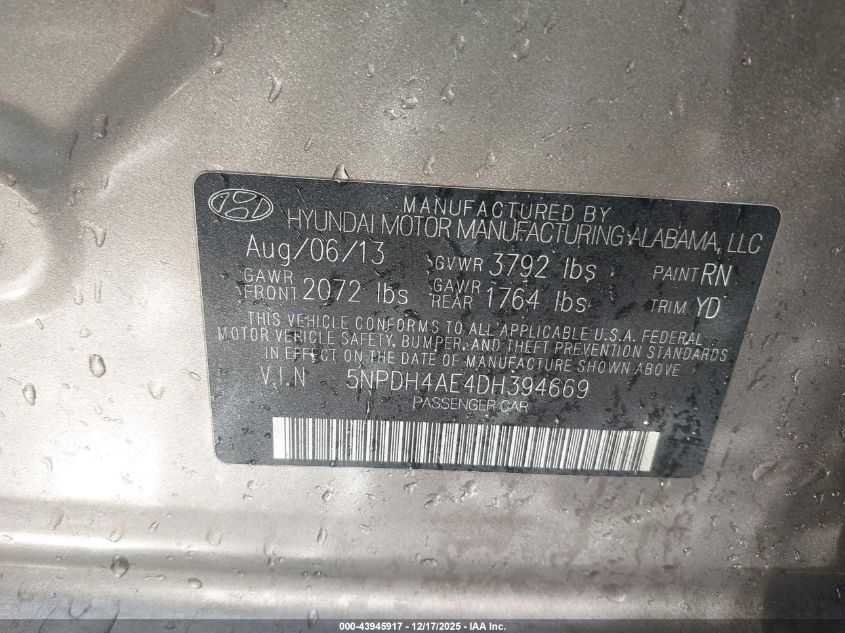 MANUFACTURED BY
HYUNDAI MOTOR MANUFACTURING ALABAMA, LLC
Aug/06/13 GVWR 3792 lbs PAINT RN
GAWR FRONT 2072 lbs GAWR REAR 1764 lbs TRIM YD
THIS VEHICLE CONFORMS TO ALL APPLICABLE U.S.A. FEDERAL
MOTOR VEHICLE SAFETY, BUMPER, AND THEFT PREVENTION STANDARDS
IN EFFECT ON THE DATE OF MANUFACTURE SHOWN ABOVE
V.I.N 5NPDH4AE4DH394669
PASSENGER CAR
000-43945917 - 12/17/2025 - IAA Inc.